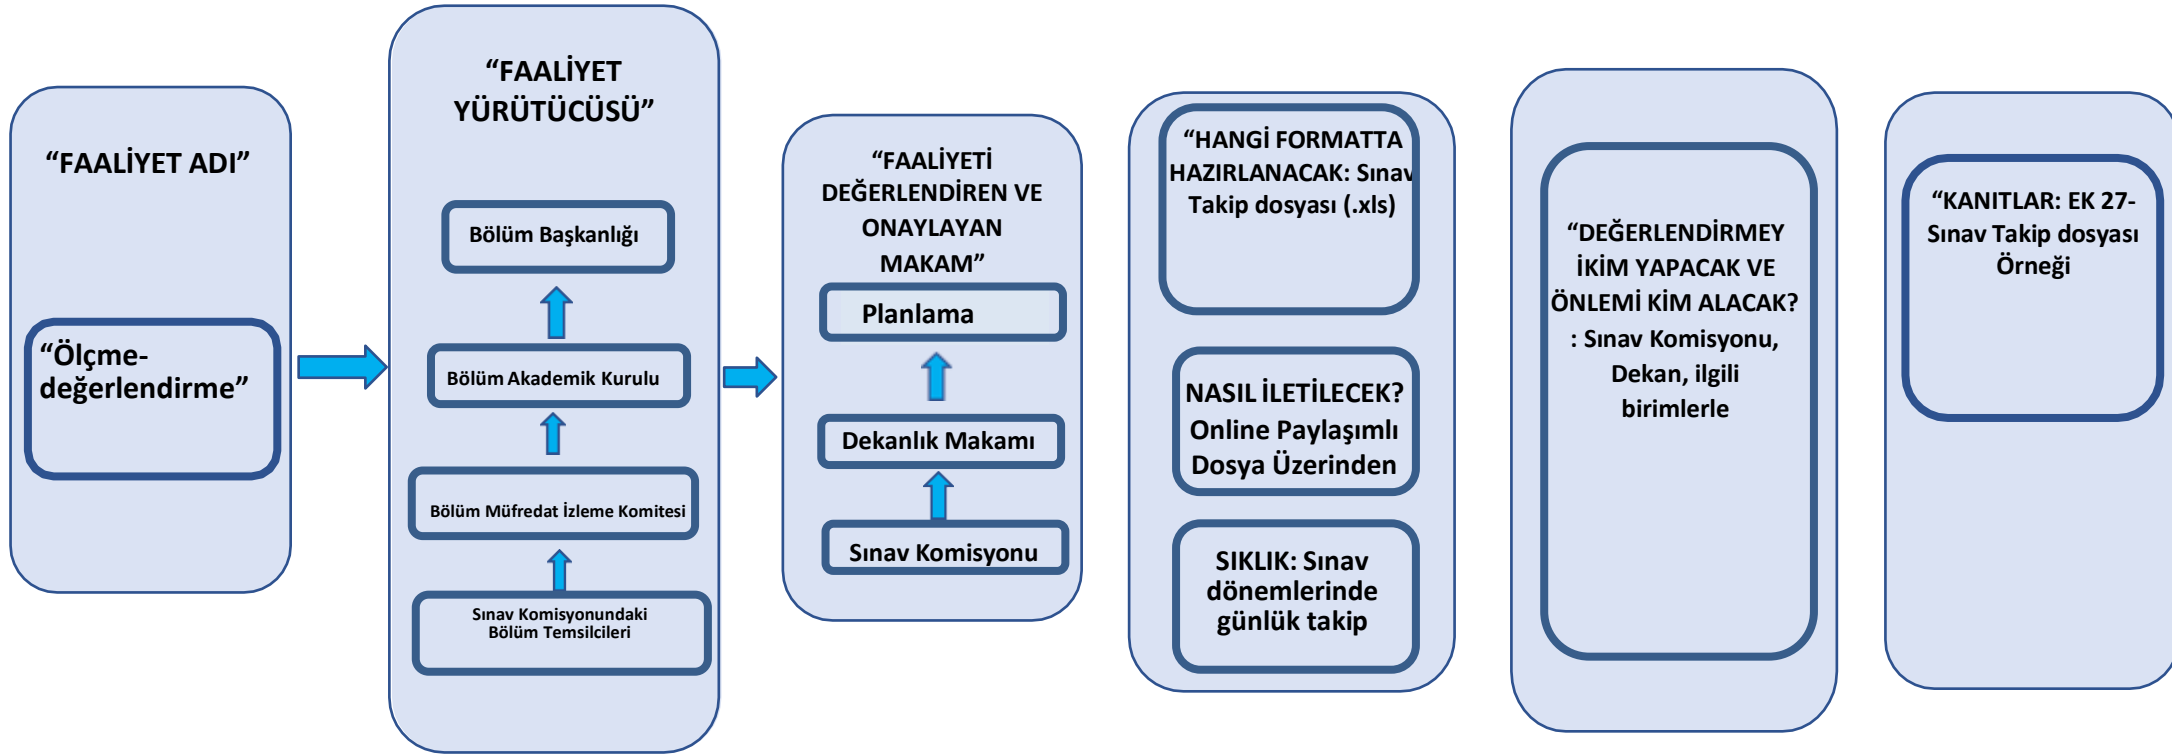 “FAALİYET ADI”
“Ölçme-
değerlendirme”
“FAALİYET
YÜRÜTÜCÜSÜ”
Bölüm Başkanlığı
Bölüm Akademik Kurulu
Bölüm Müfredat İzleme Komitesi
Sınav Komisyonundaki
Bölüm Temsilcileri
“FAALİYETİ
DEĞERLENDİREN VE
ONAYLAYAN
MAKAM”
Planlama
Dekanlık Makamı
Sınav Komisyonu
“HANGİ FORMATTA
HAZIRLANACAK: Sınav
Takip dosyası (.xls)
NASIL İLETİLECEK?
Online Paylaşımlı
Dosya Üzerinden
SIKLIK: Sınav
dönemlerinde
günlük takip
“DEĞERLENDİRMEY
İKİM YAPACAK VE
ÖNLEMİ KİM ALACAK?
: Sınav Komisyonu,
Dekan, ilgili
birimlerle
“KANITLAR: EK 27-
Sınav Takip dosyası
Örneği